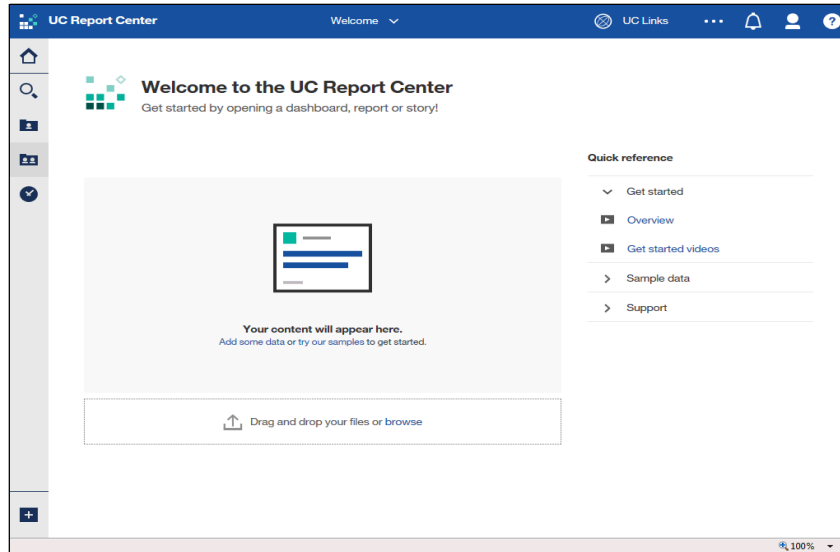 UC Report Center
Welcome
UC Links
?
Welcome to the UC Report Center
Get started by opening a dashboard, report or story!
Quick reference
Get started
Overview
Get started videos
Sample data
Support
Your content will appear here.
Add some data or try our samples to get started.
Drag and drop your files or browse
100%